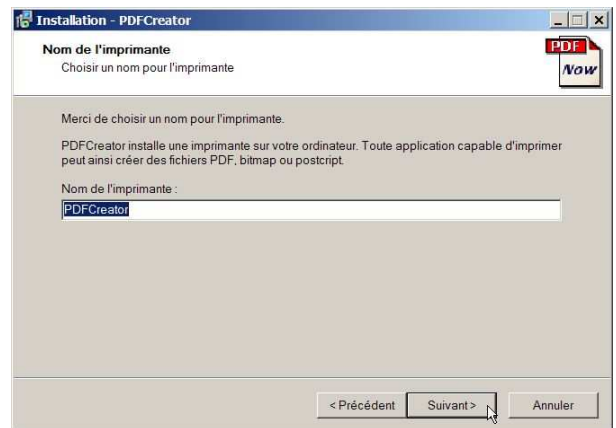 Installation - PDFCreator
Nom de l'imprimante
Choisir un nom pour l'imprimante
PDF
Now
Merci de choisir un nom pour l'imprimante.
PDFCreator installe une imprimante sur votre ordinateur. Toute application capable d'imprimer
peut ainsi créer des fichiers PDF, bitmap ou postcript.
Nom de l'imprimante :
PDFCreator
< Précédent Suivant > Annuler